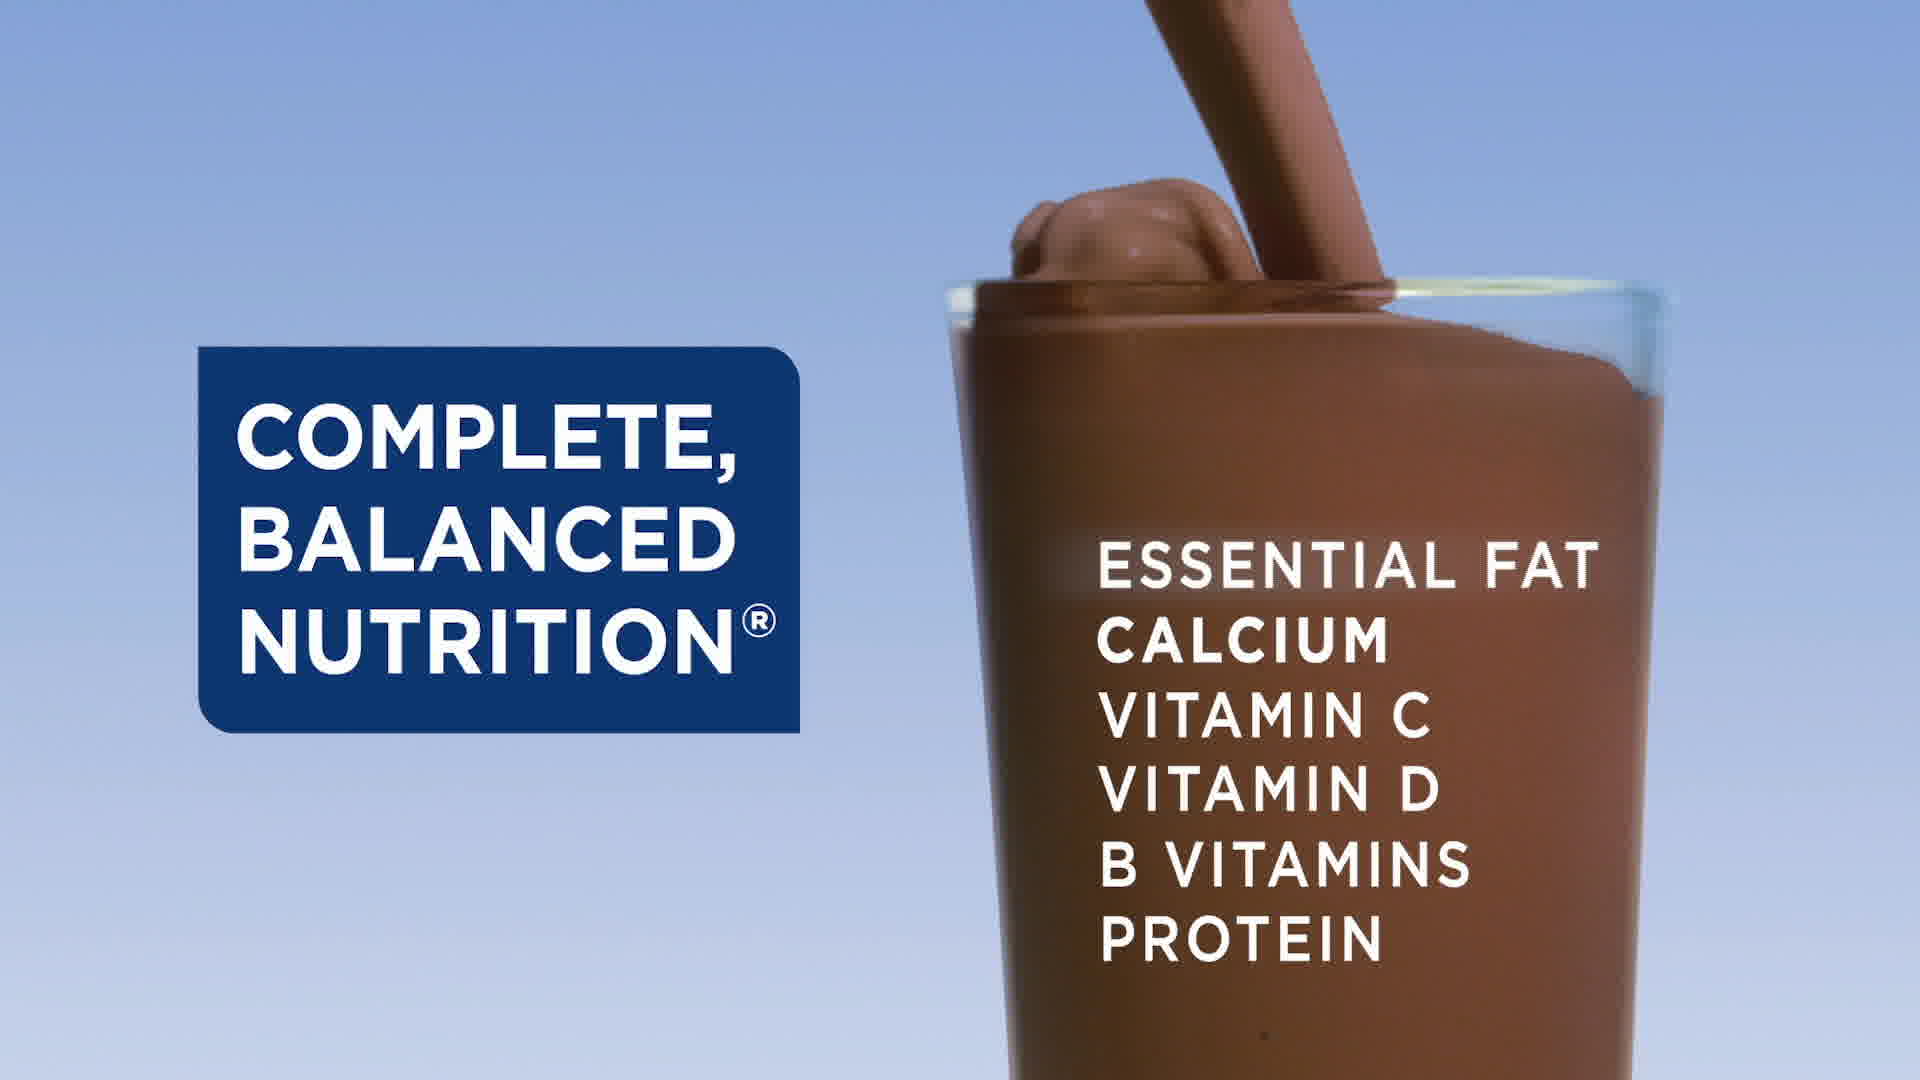 COMPLETE,
BALANCED
NUTRITION®
ESSENTIAL FAT
CALCIUM
VITAMIN C
VITAMIN D
B VITAMINS
PROTEIN